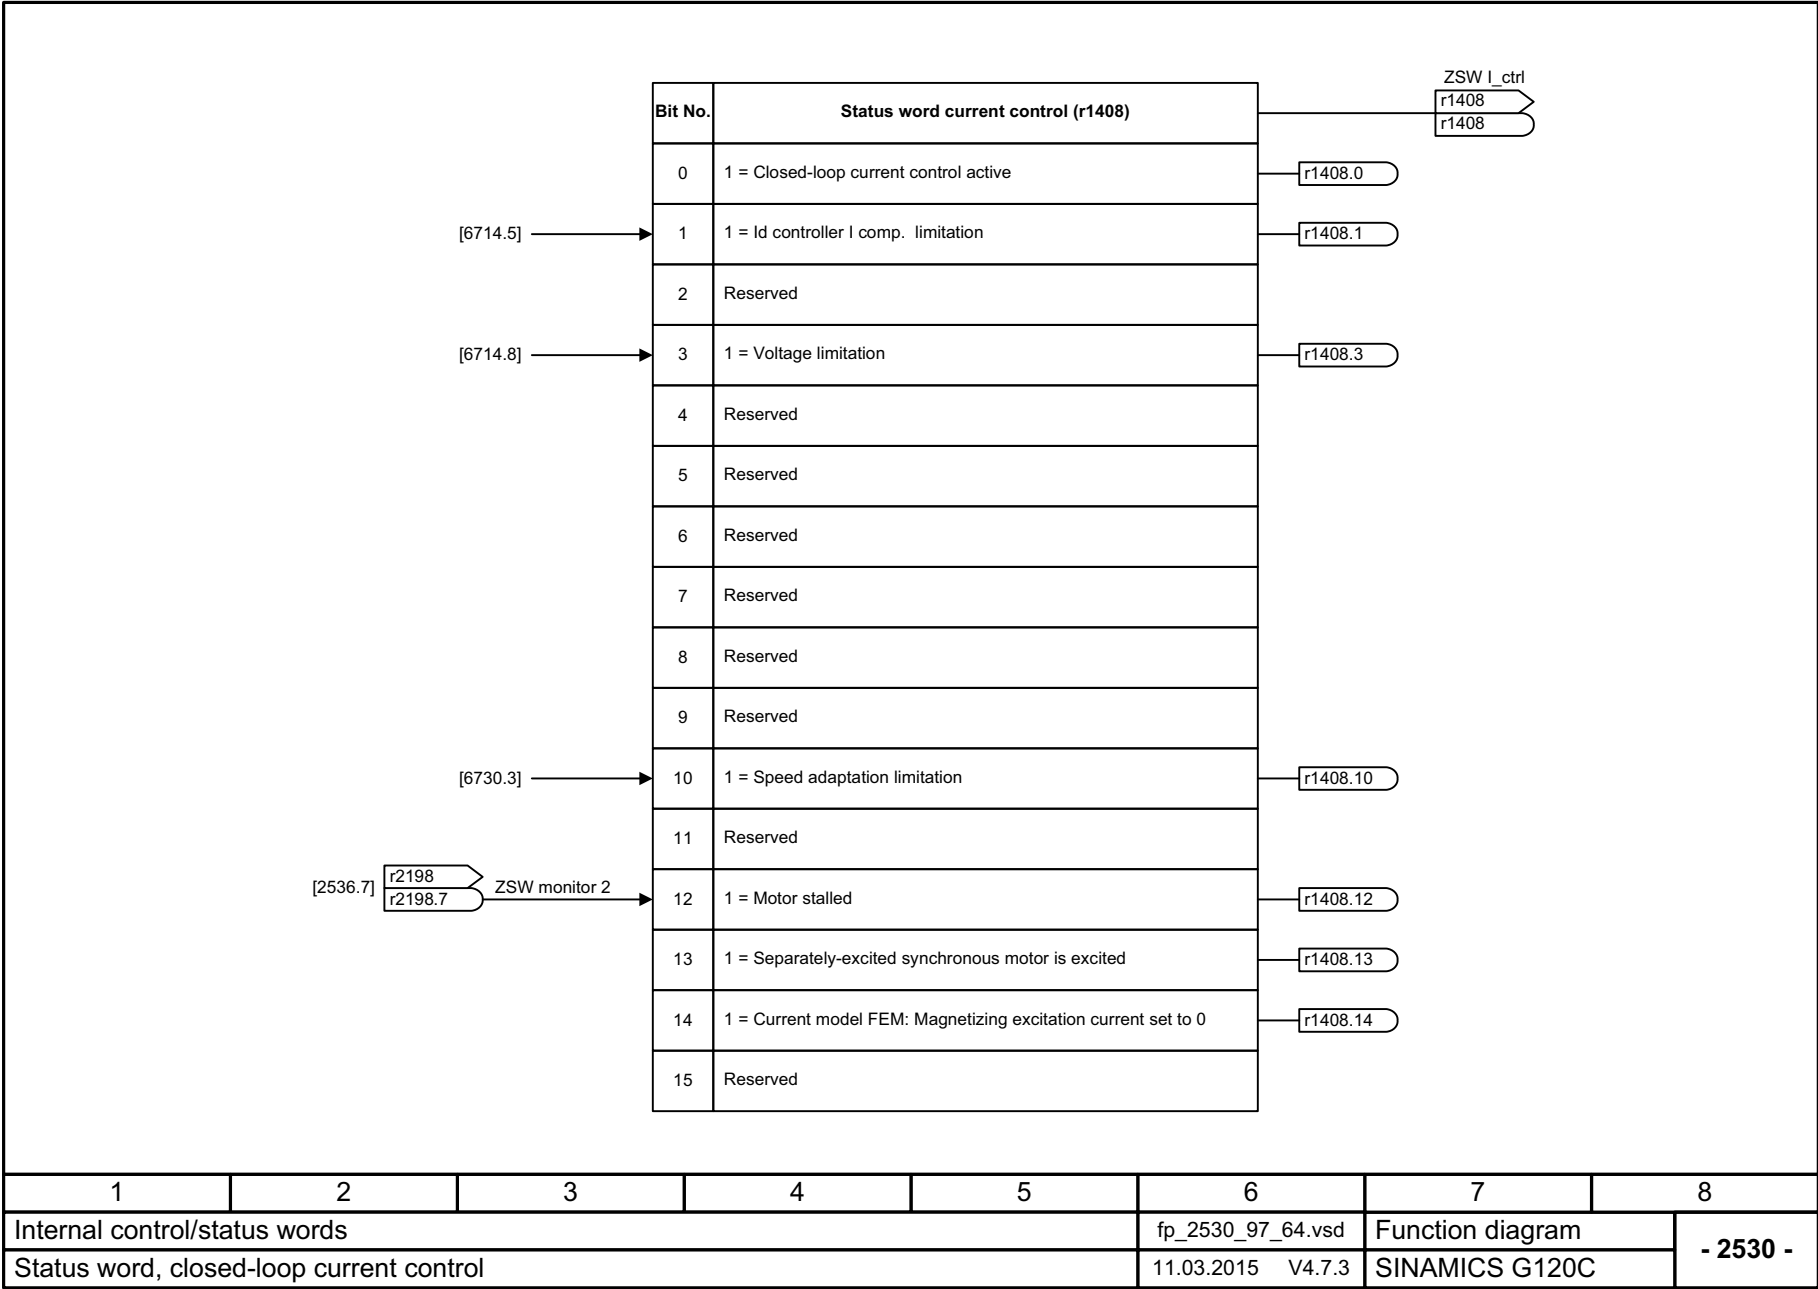 ZSW I_ctrl
Bit No. Status word current control (r1408) r1408
r1408
0 1 = Closed-loop current control active r1408.0
[6714.5] 1 1 = Id controller I comp. limitation r1408.1
2 Reserved
[6714.8] 3 1 = Voltage limitation r1408.3
4 Reserved
5 Reserved
6 Reserved
7 Reserved
8 Reserved
9 Reserved
[6730.3] 10 1 = Speed adaptation limitation r1408.10
11 Reserved
r2198
[2536.7] r2198.7 ZSW monitor 2 12 1 = Motor stalled r1408.12
13 1 = Separately-excited synchronous motor is excited r1408.13
14 1 = Current model FEM: Magnetizing excitation current set to 0 r1408.14
15 Reserved
1 2 3 4 5 6 7 8
Internal control/status words fp_2530_97_64.vsd Function diagram - 2530 -
Status word, closed-loop current control 11.03.2015 V4.7.3 SINAMICS G120C